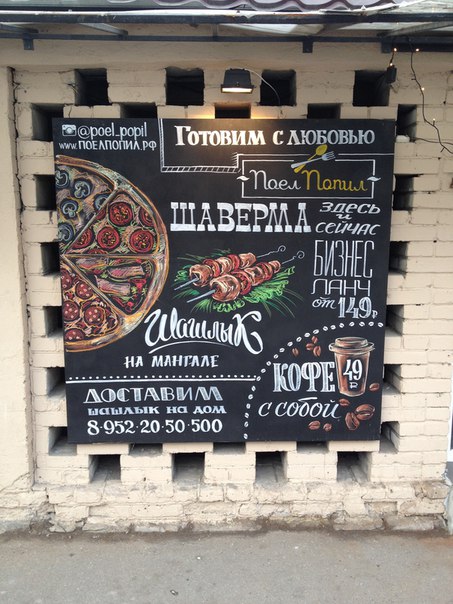 @poel_popil
www.поелпопил.рф
Готовим с любовью
Поел Попил
Шаверма
здесь
и
сейчас
Бизнес
ланч
от 149р
Шашлык
на мангале
Доставим
шашлык на дом
8·952·20·50·500
Кофе
49
р
с собой